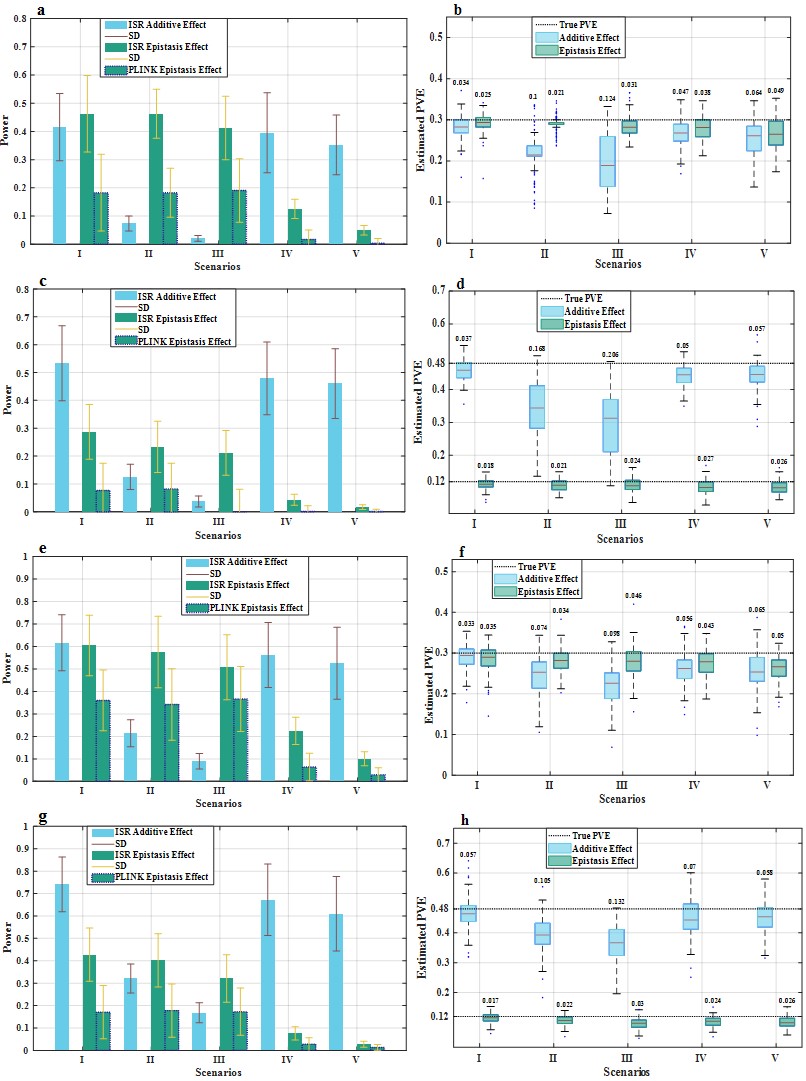 a
0.8
0.7
0.6
0.5
0.4
0.3
0.2
0.1
0
Power
ISR Additive Effect
SD
ISR Epistasis Effect
SD
PLINK Epistasis Effect
I II III IV V
Scenarios
b
0.5
0.4
0.3
0.2
0.1
0
Estimated PVE
True PVE
Additive Effect
Epistasis Effect
0.034 0.025 0.1 0.021 0.124 0.031 0.047 0.038 0.064 0.049
I II III IV V
Scenarios
c
0.8
0.7
0.6
0.5
0.4
0.3
0.2
0.1
0
Power
ISR Additive Effect
SD
ISR Epistasis Effect
SD
PLINK Epistasis Effect
I II III IV V
Scenarios
d
0.7
0.6
0.48
0.4
0.3
0.2
0.12
Estimated PVE
True PVE
Additive Effect
Epistasis Effect
0.037 0.168 0.206 0.05 0.057
0.018 0.021 0.024 0.027 0.026
I II III IV V
Scenarios
e
1
0.9
0.8
0.7
0.6
0.5
0.4
0.3
0.2
0.1
0
Power
ISR Additive Effect
SD
ISR Epistasis Effect
SD
PLINK Epistasis Effect
I II III IV V
Scenarios
f
0.5
0.4
0.3
0.2
0.1
0
Estimated PVE
True PVE
Additive Effect
Epistasis Effect
0.033 0.035 0.074 0.034 0.098 0.046 0.056 0.043 0.065 0.05
I II III IV V
Scenarios
g
1
0.9
0.8
0.7
0.6
0.5
0.4
0.3
0.2
0.1
0
Power
ISR Additive Effect
SD
ISR Epistasis Effect
SD
PLINK Epistasis Effect
I II III IV V
Scenarios
h
0.7
0.6
0.48
0.4
0.3
0.2
0.12
Estimated PVE
True PVE
Additive Effect
Epistasis Effect
0.057 0.105 0.132 0.07 0.058
0.017 0.022 0.03 0.024 0.026
I II III IV V
Scenarios